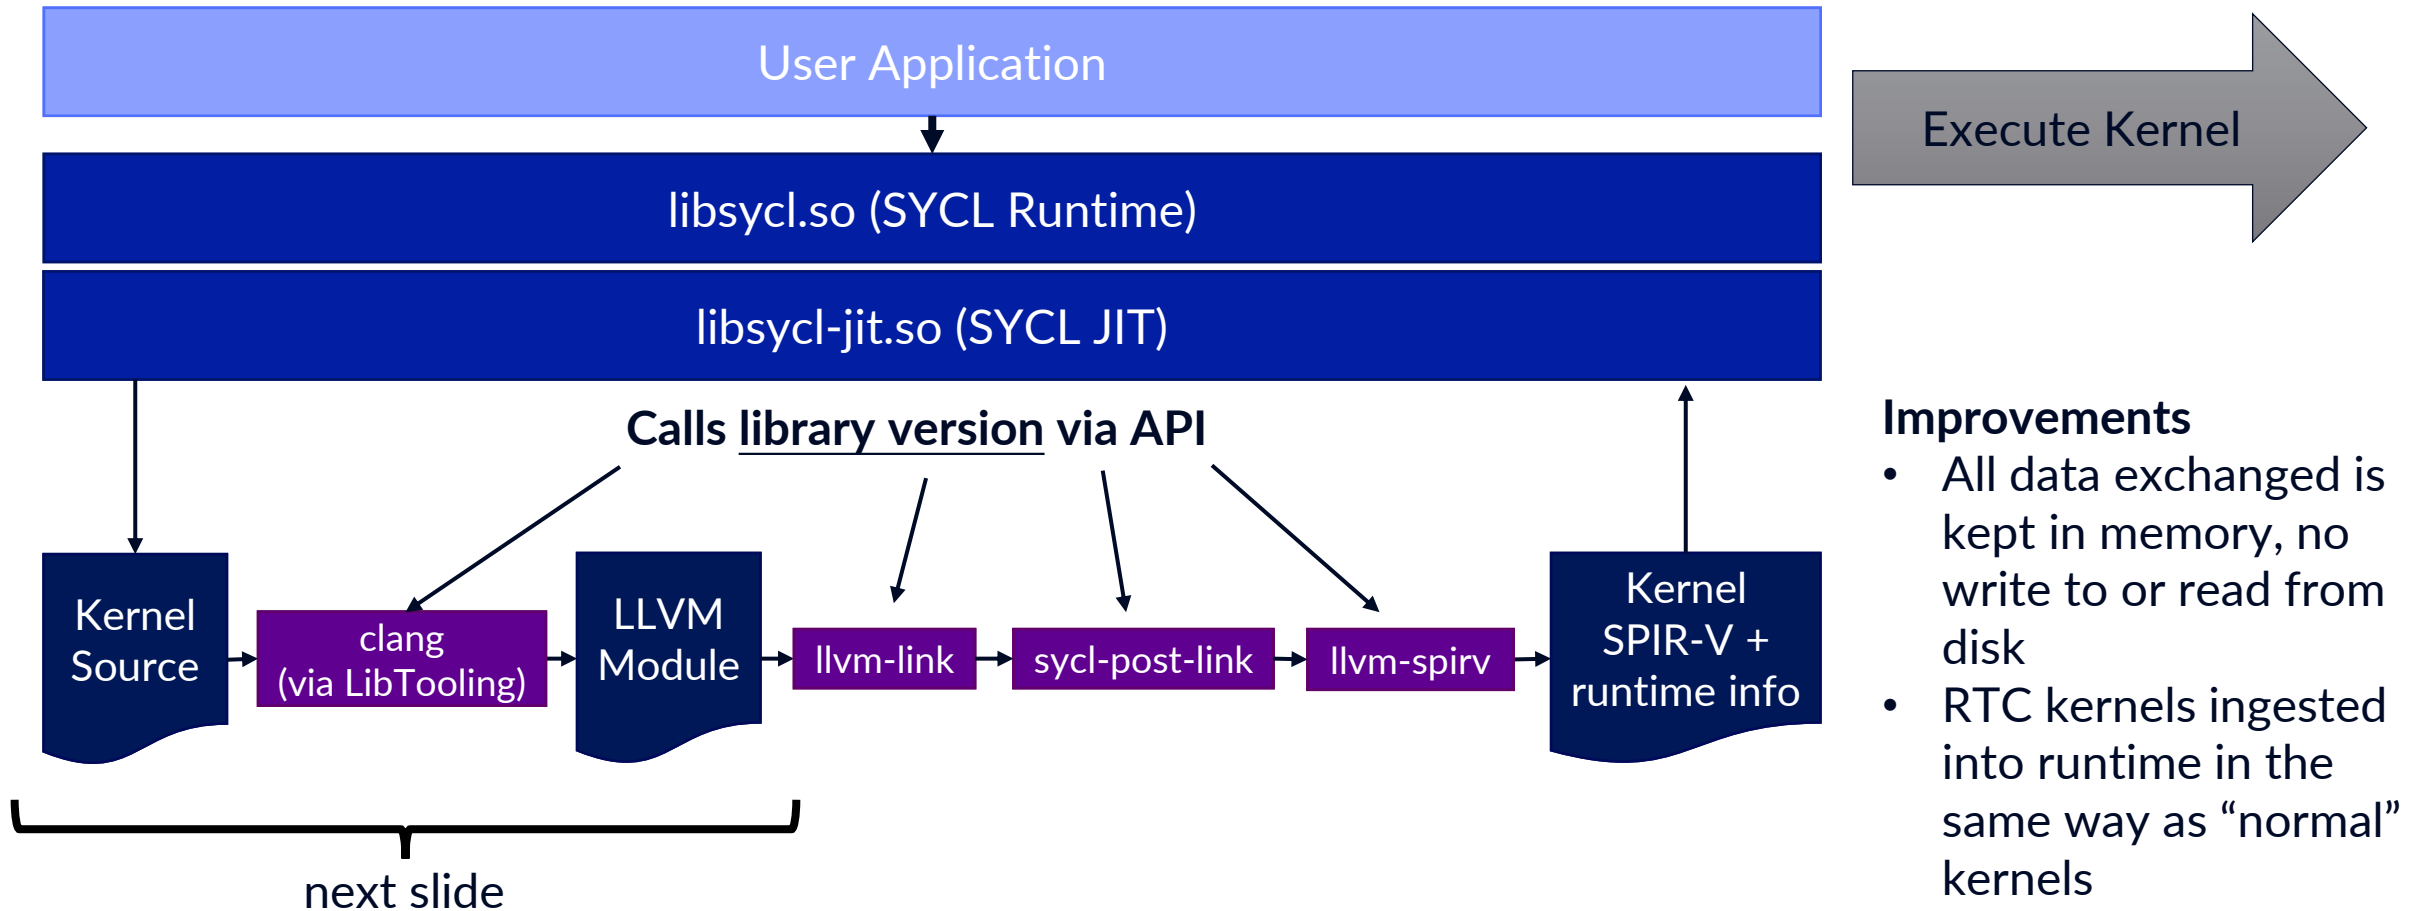 User Application
Execute Kernel
libsycl.so (SYCL Runtime)
libsycl-jit.so (SYCL JIT)
Calls library version via API
Kernel
Source
clang
(via LibTooling)
LLVM
Module
llvm-link
sycl-post-link
llvm-spirv
Kernel
SPIR-V +
runtime info
next slide
Improvements
• All data exchanged is
kept in memory, no
write to or read from
disk
• RTC kernels ingested
into runtime in the
same way as “normal”
kernels